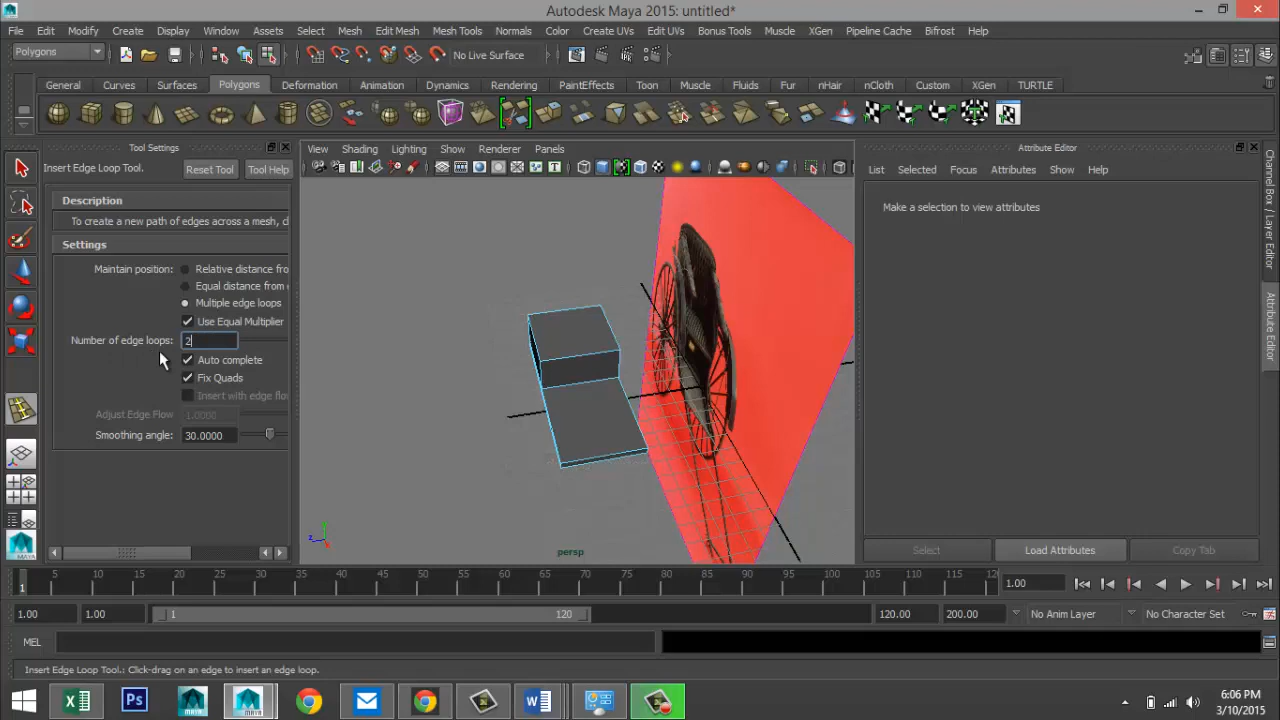 Autodesk Maya 2015: untitled*
File Edit Modify Create Display Window Assets Select Mesh Edit Mesh Mesh Tools Normals Color Create UVs Edit UVs Bonus Tools Muscle XGen Pipeline Cache Bifrost Help
Polygons No Live Surface
General Curves Surfaces Polygons Deformation Animation Dynamics Rendering PaintEffects Toon Muscle Fluids Fur nHair nCloth Custom XGen TURTLE
Tool Settings View Shading Lighting Show Renderer Panels Attribute Editor
Insert Edge Loop Tool. Reset Tool Tool Help List Selected Focus Attributes Show Help
Description
To create a new path of edges across a mesh, c
Make a selection to view attributes
Settings
Maintain position: Relative distance fro
Equal distance from
Multiple edge loops
Use Equal Multiplier
Number of edge loops: 2
Auto complete
Fix Quads
Insert with edge flo
Adjust Edge Flow 1.0000
Smoothing angle: 30.0000
persp
Select Load Attributes Copy Tab
Channel Box / Layer Editor
Attribute Editor
MAYA
1 5 10 15 20 25 30 35 40 45 50 55 60 65 70 75 80 85 90 95 100 105 110 115 12 1.00
1.00 1.00 1 120 120.00 200.00 No Anim Layer No Character Set
MEL
Insert Edge Loop Tool.: Click-drag on an edge to insert an edge loop.
6:06 PM
3/10/2015